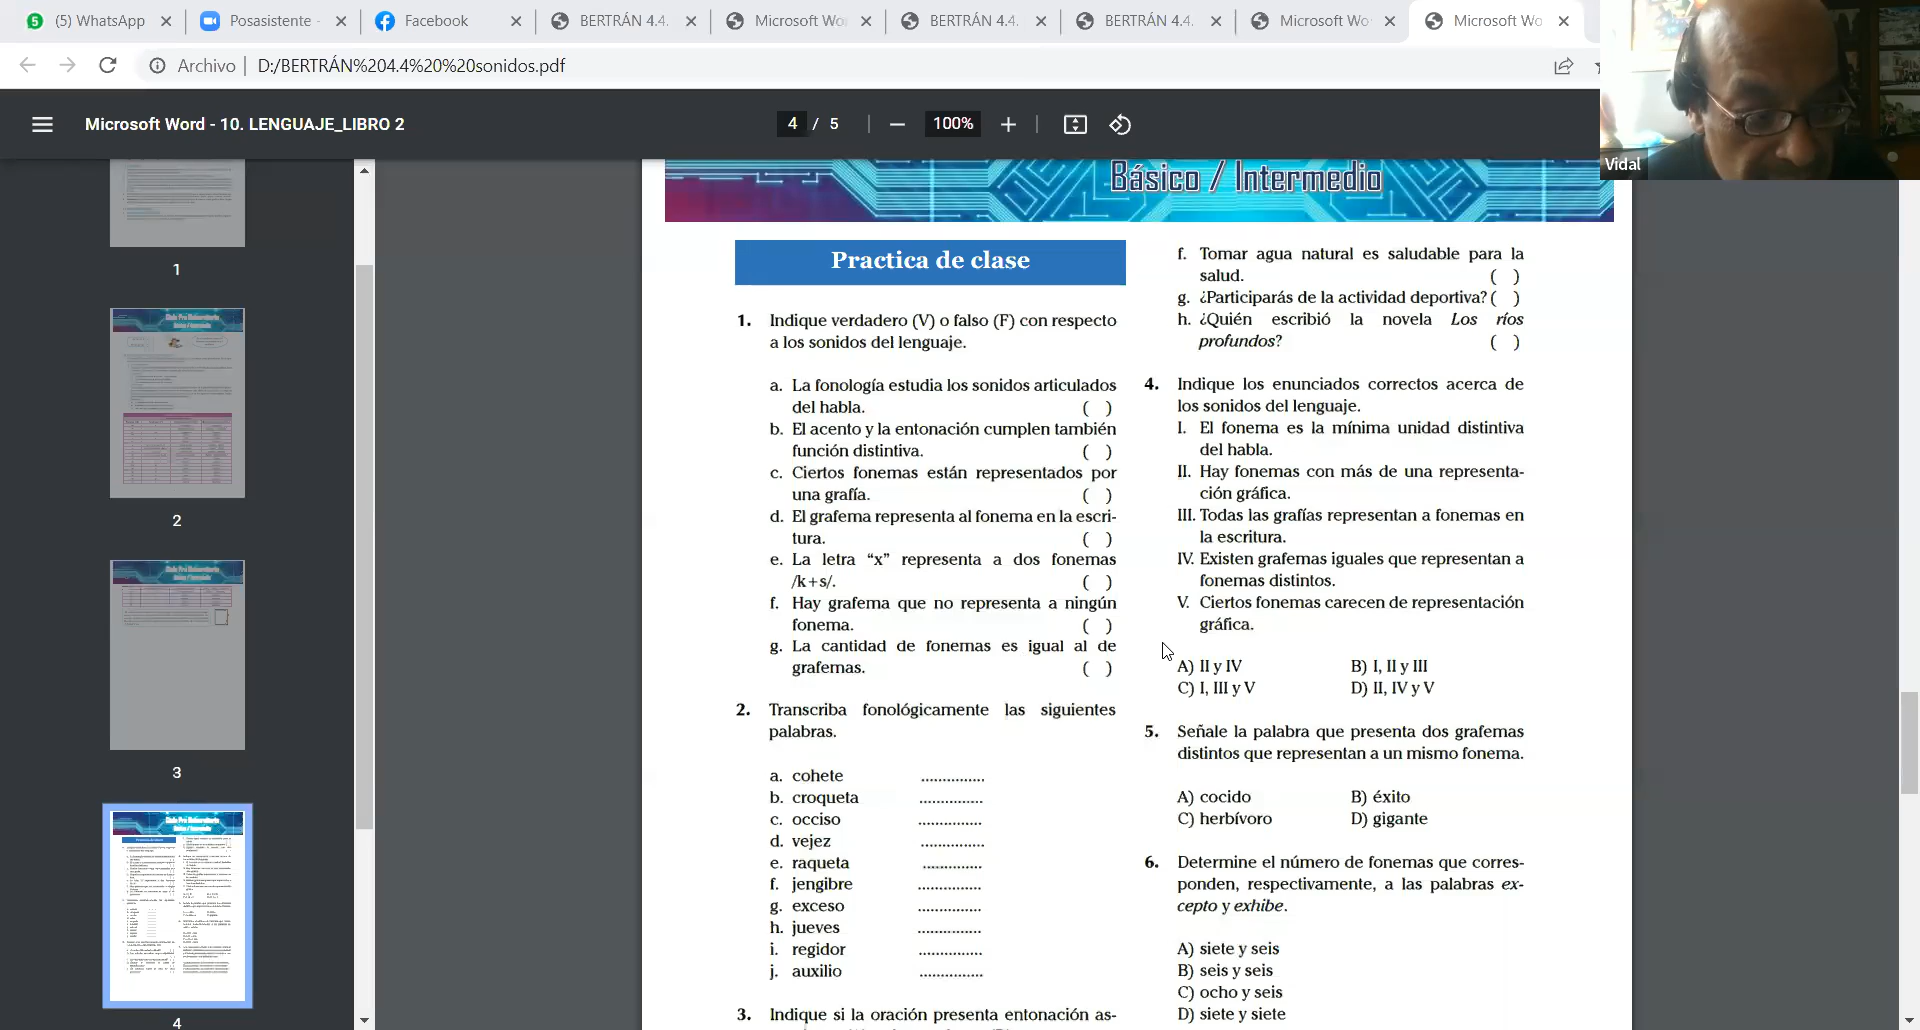 (5) WhatsApp
Posasistente -
Facebook
BERTRÁN 4.4.
Microsoft Wo
BERTRÁN 4.4.
BERTRÁN 4.4.
Microsoft Wo
Microsoft Wo
Archivo | D:/BERTRÁN%204.4%20%20sonidos.pdf
Microsoft Word - 10. LENGUAJE_LIBRO 2
4 / 5
100%
Vidal
1
2
3
4
Básico / Intermedio
Practica de clase
1. Indique verdadero (V) o falso (F) con respecto
a los sonidos del lenguaje.
a. La fonología estudia los sonidos articulados
del habla. ( )
b. El acento y la entonación cumplen también
función distintiva. ( )
c. Ciertos fonemas están representados por
una grafía. ( )
d. El grafema representa al fonema en la escri-
tura. ( )
e. La letra “x” representa a dos fonemas
/k+s/. ( )
f. Hay grafema que no representa a ningún
fonema. ( )
g. La cantidad de fonemas es igual al de
grafemas. ( )
2. Transcriba fonológicamente las siguientes
palabras.
a. cohete ...............
b. croqueta ...............
c. occiso ...............
d. vejez ...............
e. raqueta ...............
f. jengibre ...............
g. exceso ...............
h. jueves ...............
i. regidor ...............
j. auxilio ...............
3. Indique si la oración presenta entonación as-
f. Tomar agua natural es saludable para la
salud. ( )
g. ¿Participarás de la actividad deportiva? ( )
h. ¿Quién escribió la novela Los ríos
profundos? ( )
4. Indique los enunciados correctos acerca de
los sonidos del lenguaje.
I. El fonema es la mínima unidad distintiva
del habla.
II. Hay fonemas con más de una representa-
ción gráfica.
III. Todas las grafías representan a fonemas en
la escritura.
IV. Existen grafemas iguales que representan a
fonemas distintos.
V. Ciertos fonemas carecen de representación
gráfica.
A) II y IV B) I, II y III
C) I, III y V D) II, IV y V
5. Señale la palabra que presenta dos grafemas
distintos que representan a un mismo fonema.
A) cocido B) éxito
C) herbívoro D) gigante
6. Determine el número de fonemas que corres-
ponden, respectivamente, a las palabras ex-
cepto y exhibe.
A) siete y seis
B) seis y seis
C) ocho y seis
D) siete y siete